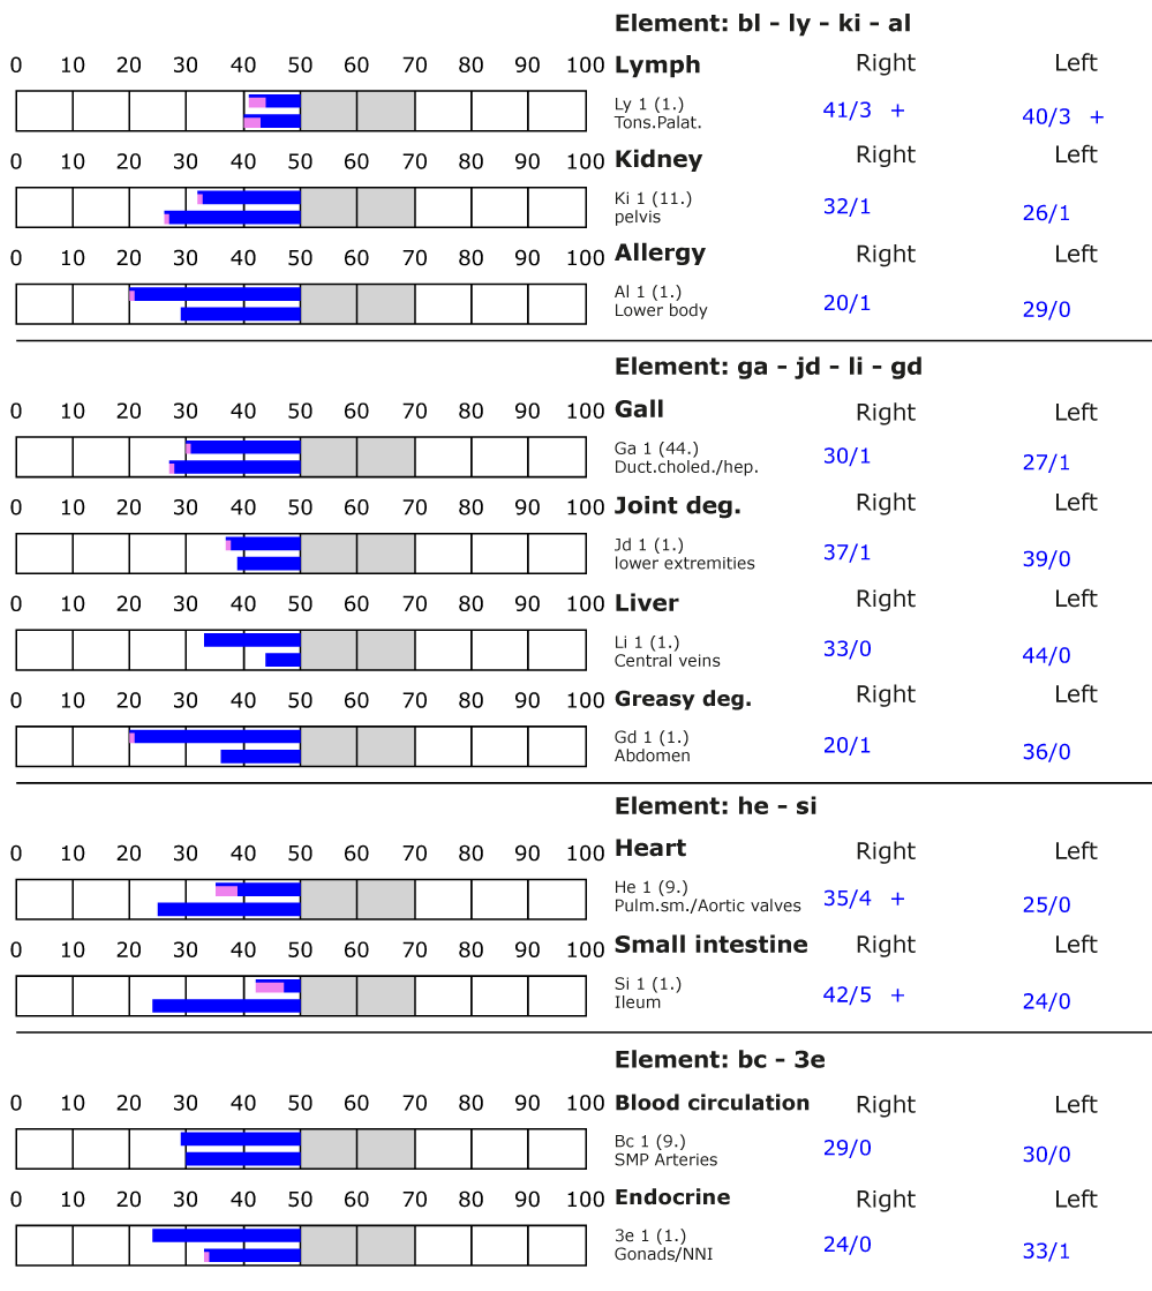 Element: bl - ly - ki - al
0 10 20 30 40 50 60 70 80 90 100 Lymph Right Left
Ly 1 (1.) 41/3 + 40/3 +
Tons.Palat.
0 10 20 30 40 50 60 70 80 90 100 Kidney Right Left
Ki 1 (11.) 32/1 26/1
pelvis
0 10 20 30 40 50 60 70 80 90 100 Allergy Right Left
Al 1 (1.) 20/1 29/0
Lower body
Element: ga - jd - li - gd
0 10 20 30 40 50 60 70 80 90 100 Gall Right Left
Ga 1 (44.) 30/1 27/1
Duct.choled./hep.
0 10 20 30 40 50 60 70 80 90 100 Joint deg. Right Left
Jd 1 (1.) 37/1 39/0
lower extremities
0 10 20 30 40 50 60 70 80 90 100 Liver Right Left
Li 1 (1.) 33/0 44/0
Central veins
0 10 20 30 40 50 60 70 80 90 100 Greasy deg. Right Left
Gd 1 (1.) 20/1 36/0
Abdomen
Element: he - si
0 10 20 30 40 50 60 70 80 90 100 Heart Right Left
He 1 (9.) 35/4 + 25/0
Pulm.sm./Aortic valves
0 10 20 30 40 50 60 70 80 90 100 Small intestine Right Left
Si 1 (1.) 42/5 + 24/0
Ileum
Element: bc - 3e
0 10 20 30 40 50 60 70 80 90 100 Blood circulation Right Left
Bc 1 (9.) 29/0 30/0
SMP Arteries
0 10 20 30 40 50 60 70 80 90 100 Endocrine Right Left
3e 1 (1.) 24/0 33/1
Gonads/NNI